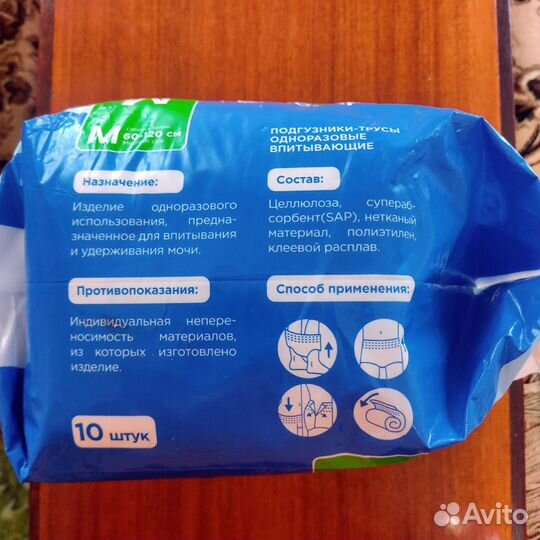 M
60-120 см
ПОДГУЗНИКИ-ТРУСЫ
ОДНОРАЗОВЫЕ
ВПИТЫВАЮЩИЕ
Назначение:
Изделие одноразового
использования, предна-
значенное для впитывания
и удерживания мочи.
Состав:
Целлюлоза, супераб-
сорбент(SAP), нетканый
материал, полиэтилен,
клеевой расплав.
Противопоказания:
Индивидуальная непере-
носимость материалов,
из которых изготовлено
изделие.
Способ применения:
10 штук
Avito